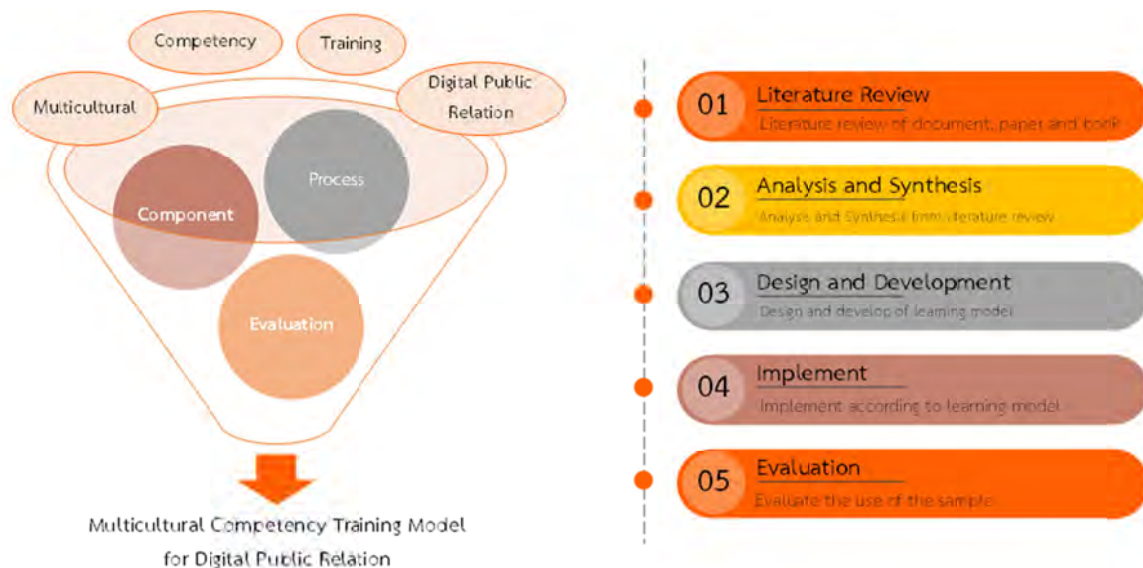 Competency
Training
Multicultural
Digital Public
Relation
Process
Component
Evaluation
Multicultural Competency Training Model
for Digital Public Relation
01
Literature Review
Literature review of document, paper and book
02
Analysis and Synthesis
Analysis and Synthesis from literature review
03
Design and Development
Design and develop of learning model
04
Implement
Implement according to learning model
05
Evaluation
Evaluate the use of the sample